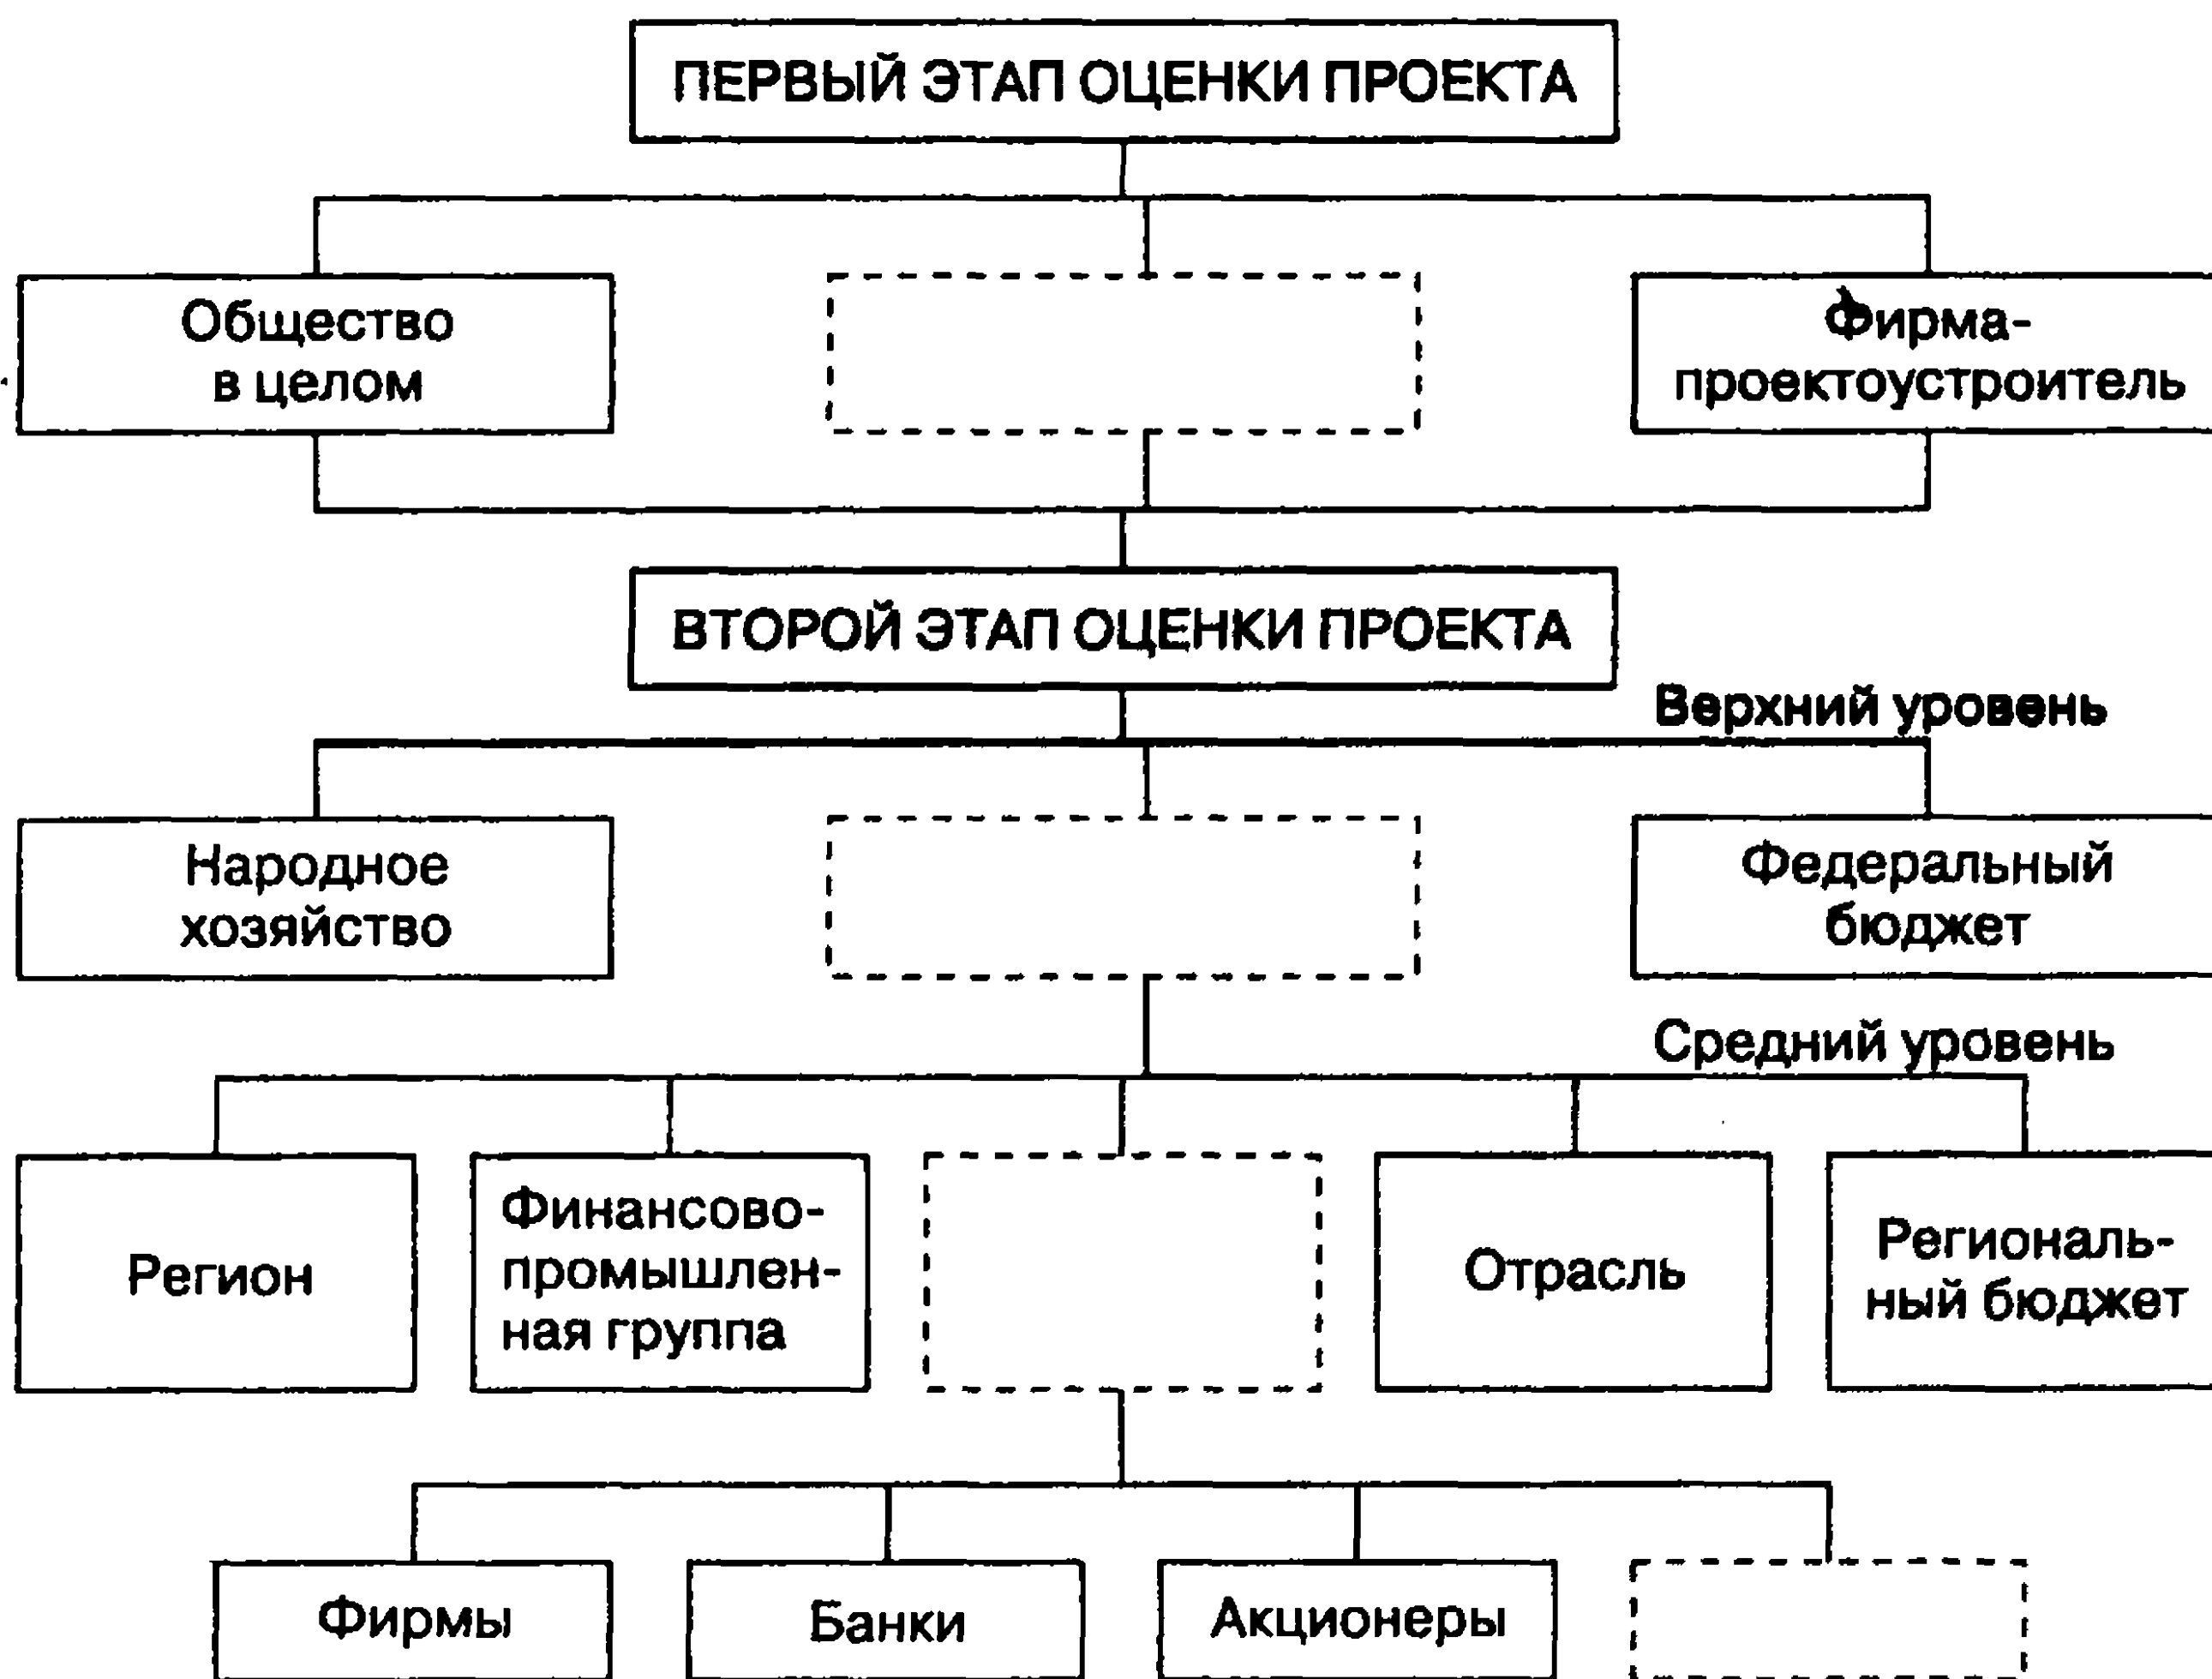 ПЕРВЫЙ ЭТАП ОЦЕНКИ ПРОЕКТА
Общество
в целом
Фирма-
проектоустроитель
ВТОРОЙ ЭТАП ОЦЕНКИ ПРОЕКТА
Верхний уровень
Народное
хозяйство
Федеральный
бюджет
Средний уровень
Регион
Финансово-
промышлен-
ная группа
Отрасль
Региональ-
ный бюджет
Фирмы
Банки
Акционеры